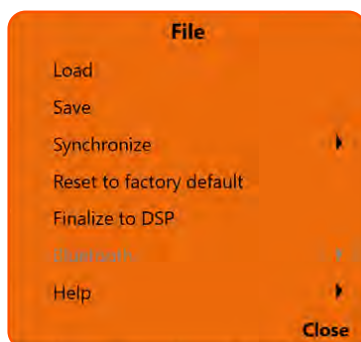 File
Load
Save
Synchronize
Reset to factory default
Finalize to DSP
Help
Close